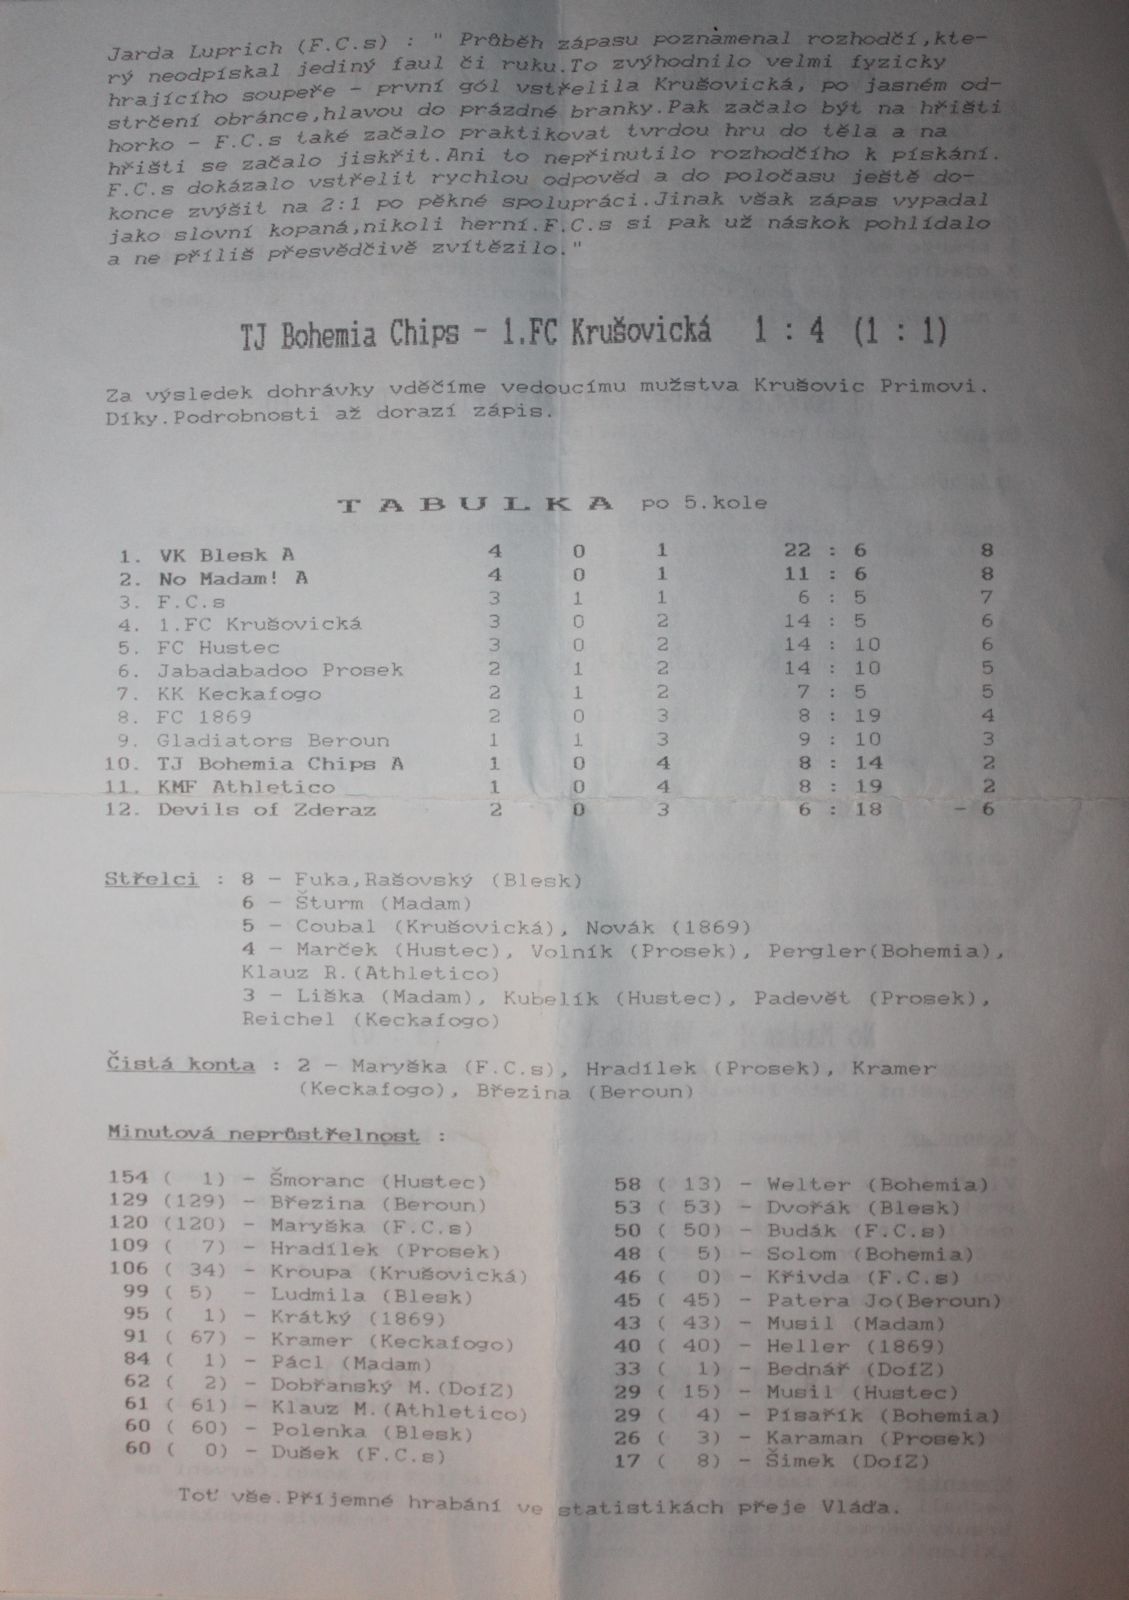 Jarda Luprich (F.C.s) : " Průběh zápasu poznamenal rozhodčí,kte-
rý neodpískal jediný faul či ruku.To zvýhodnilo velmi fyzicky
hrajícího soupeře - první gól vstřelila Krušovická, po jasném od-
strčení obránce,hlavou do prázdné branky.Pak začalo být na hřišti
horko - F.C.s také začalo praktikovat tvrdou hru do těla a na
hřišti se začalo jiskřit.Ani to nepřinutilo rozhodčího k pískání.
F.C.s dokázalo vstřelit rychlou odpověd a do poločasu ještě do-
konce zvýšit na 2:1 po pěkné spolupráci.Jinak však zápas vypadal
jako slovní kopaná,nikoli herní.F.C.s si pak už náskok pohlídalo
a ne příliš přesvědčivě zvítězilo."
TJ Bohemia Chips - 1.FC Krušovická 1 : 4 (1 : 1)
Za výsledek dohrávky vděčíme vedoucímu mužstva Krušovic Primovi.
Díky.Podrobnosti až dorazí zápis.
T A B U L K A po 5.kole
1. VK Blesk A 4 0 1 22 : 6 8
2. No Madam! A 4 0 1 11 : 6 8
3. F.C.s 3 1 1 6 : 5 7
4. 1.FC Krušovická 3 0 2 14 : 5 6
5. FC Hustec 3 0 2 14 : 10 6
6. Jabadabadoo Prosek 2 1 2 14 : 10 5
7. KK Keckafogo 2 1 2 7 : 5 5
8. FC 1869 2 0 3 8 : 19 4
9. Gladiators Beroun 1 1 3 9 : 10 3
10. TJ Bohemia Chips A 1 0 4 8 : 14 2
11. KMF Athletico 1 0 4 8 : 19 2
12. Devils of Zderaz 2 0 3 6 : 18 - 6
Střelci : 8 - Fuka,Rašovský (Blesk)
6 - Šturm (Madam)
5 - Coubal (Krušovická), Novák (1869)
4 - Marček (Hustec), Volník (Prosek), Pergler(Bohemia),
Klauz R.(Athletico)
3 - Liška (Madam), Kubelík (Hustec), Padevět (Prosek),
Reichel (Keckafogo)
Čistá konta : 2 - Maryška (F.C.s), Hradílek (Prosek), Kramer
(Keckafogo), Březina (Beroun)
Minutová neprůstřelnost :
154 ( 1) - Šmoranc (Hustec) 58 ( 13) - Welter (Bohemia)
129 (129) - Březina (Beroun) 53 ( 53) - Dvořák (Blesk)
120 (120) - Maryška (F.C.s) 50 ( 50) - Budák (F.C.s)
109 ( 7) - Hradílek (Prosek) 48 ( 5) - Solom (Bohemia)
106 ( 34) - Kroupa (Krušovická) 46 ( 0) - Křivda (F.C.s)
99 ( 5) - Ludmila (Blesk) 45 ( 45) - Patera Jo(Beroun)
95 ( 1) - Krátký (1869) 43 ( 43) - Musil (Madam)
91 ( 67) - Kramer (Keckafogo) 40 ( 40) - Heller (1869)
84 ( 1) - Pácl (Madam) 33 ( 1) - Bednář (DofZ)
62 ( 2) - Dobřanský M.(DofZ) 29 ( 15) - Musil (Hustec)
61 ( 61) - Klauz M.(Athletico) 29 ( 4) - Písařík (Bohemia)
60 ( 60) - Polenka (Blesk) 26 ( 3) - Karaman (Prosek)
60 ( 0) - Dušek (F.C.s) 17 ( 8) - Šimek (DofZ)
Toť vše.Příjemné hrabání ve statistikách přeje Vláďa.